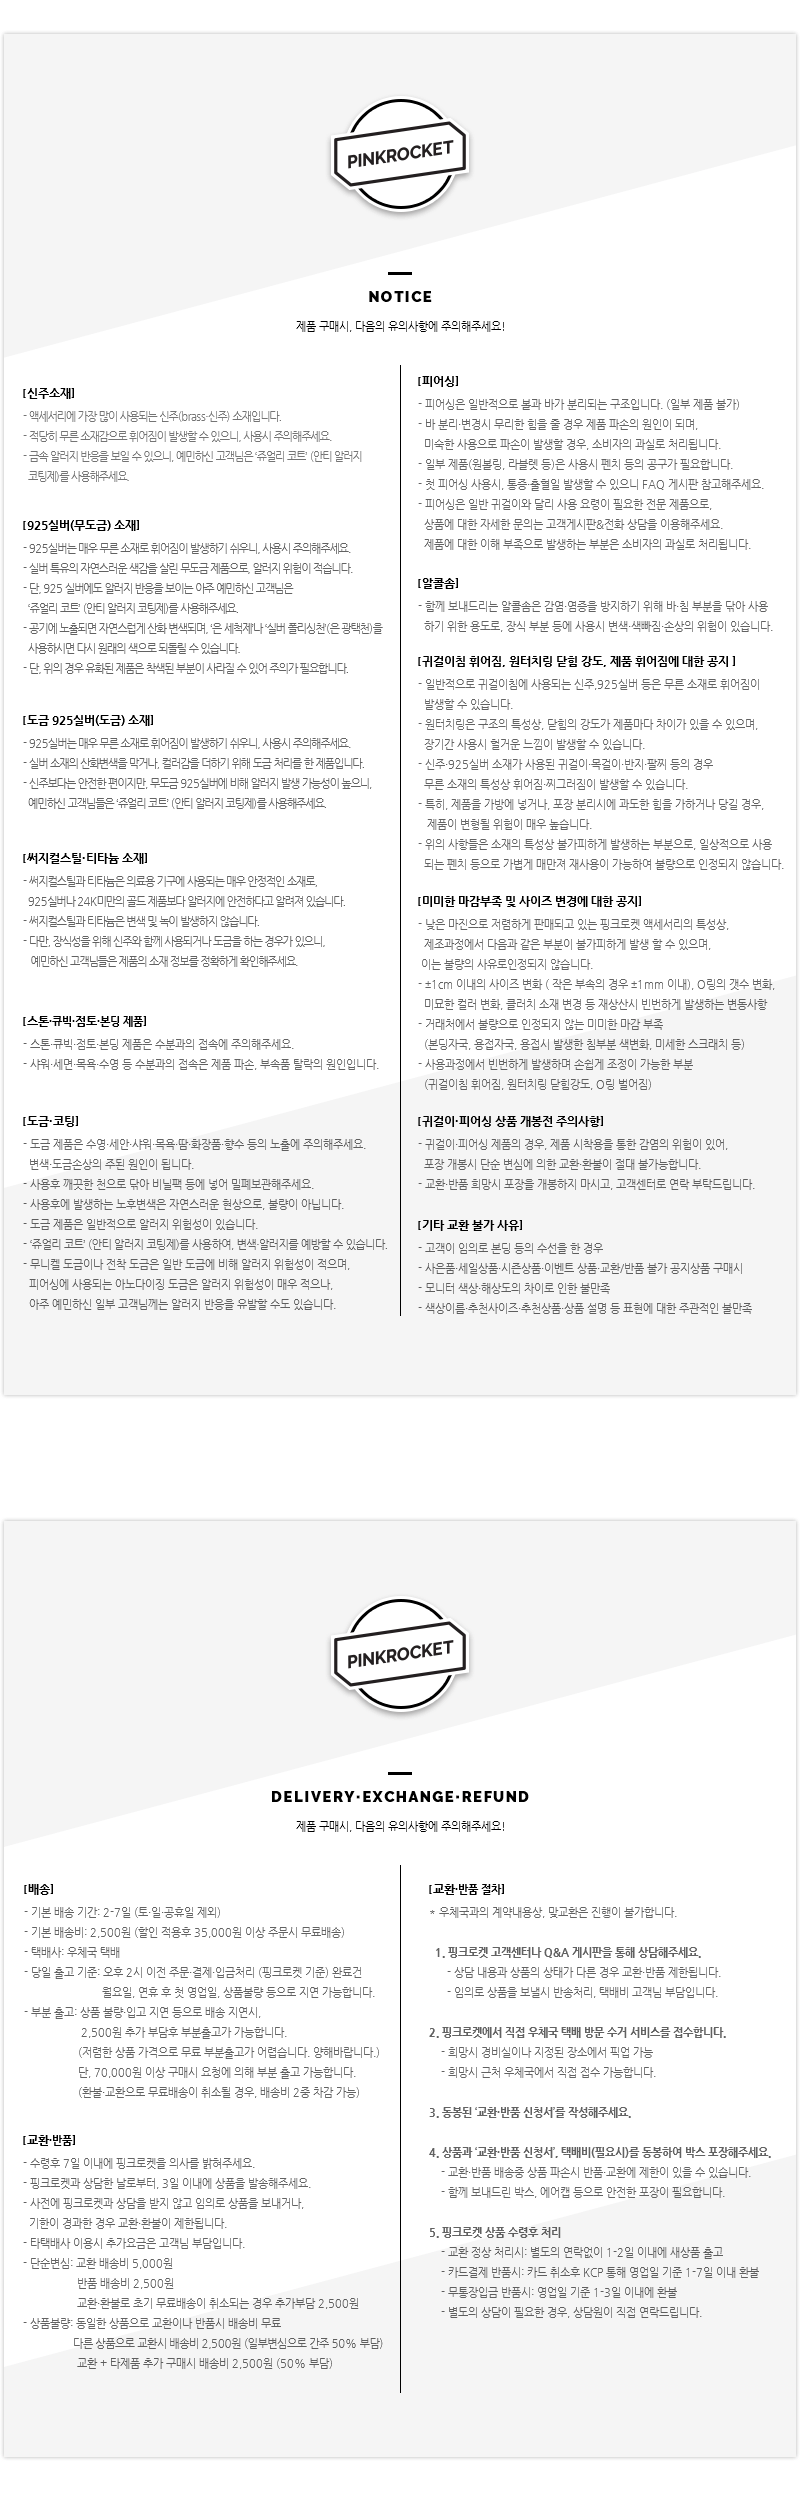 PINKROCKET
NOTICE
제품 구매시, 다음의 유의사항에 주의해주세요!
[신주소재]
- 액세서리에 가장 많이 사용되는 신주(brass-신주) 소재입니다.
- 적당히 무른 소재감으로 휘어짐이 발생할 수 있으니, 사용시 주의해주세요.
- 금속 알러지 반응을 보일 수 있으니, 예민하신 고객님은 '쥬얼리 코트' (안티 알러지
코팅제)를 사용해주세요.
[925실버(무도금) 소재]
- 925실버는 매우 무른 소재로 휘어짐이 발생하기 쉬우니, 사용시 주의해주세요.
- 실버 특유의 자연스러운 색감을 살린 무도금 제품으로, 알러지 위험이 적습니다.
- 단, 925 실버에도 알러지 반응을 보이는 아주 예민하신 고객님은
'쥬얼리 코트' (안티 알러지 코팅제)를 사용해주세요.
- 공기에 노출되면 자연스럽게 산화 변색되며, '은 세척제'나 '실버 폴리싱천'(은 광택천)을
사용하시면 다시 원래의 색으로 되돌릴 수 있습니다.
- 단, 위의 경우 유화된 제품은 착색된 부분이 사라질 수 있어 주의가 필요합니다.
[도금 925실버(도금) 소재]
- 925실버는 매우 무른 소재로 휘어짐이 발생하기 쉬우니, 사용시 주의해주세요.
- 실버 소재의 산화변색을 막거나, 컬러감을 더하기 위해 도금 처리를 한 제품입니다.
- 신주보다는 안전한 편이지만, 무도금 925실버에 비해 알러지 발생 가능성이 높으니,
예민하신 고객님들은 '쥬얼리 코트' (안티 알러지 코팅제)를 사용해주세요.
[써지컬스틸·티타늄 소재]
- 써지컬스틸과 티타늄은 의료용 기구에 사용되는 매우 안정적인 소재로,
925실버나 24K미만의 골드 제품보다 알러지에 안전하다고 알려져 있습니다.
- 써지컬스틸과 티타늄은 변색 및 녹이 발생하지 않습니다.
- 다만, 장식성을 위해 신주와 함께 사용되거나 도금을 하는 경우가 있으니,
예민하신 고객님들은 제품의 소재 정보를 정확하게 확인해주세요.
[스톤·큐빅·점토·본딩 제품]
- 스톤·큐빅·점토·본딩 제품은 수분과의 접속에 주의해주세요.
- 샤워·세면·목욕·수영 등 수분과의 접속은 제품 파손, 부속품 탈락의 원인입니다.
[도금·코팅]
- 도금 제품은 수영·세안·샤워·목욕·땀·화장품·향수 등의 노출에 주의해주세요.
변색·도금손상의 주된 원인이 됩니다.
- 사용후 깨끗한 천으로 닦아 비닐팩 등에 넣어 밀폐보관해주세요.
- 사용후에 발생하는 노후변색은 자연스러운 현상으로, 불량이 아닙니다.
- 도금 제품은 일반적으로 알러지 위험성이 있습니다.
- '쥬얼리 코트' (안티 알러지 코팅제)를 사용하여, 변색·알러지를 예방할 수 있습니다.
- 무니켈 도금이나 전착 도금은 일반 도금에 비해 알러지 위험성이 적으며,
피어싱에 사용되는 아노다이징 도금은 알러지 위험성이 매우 적으나,
아주 예민하신 일부 고객님께는 알러지 반응을 유발할 수도 있습니다.
[피어싱]
- 피어싱은 일반적으로 볼과 바가 분리되는 구조입니다. (일부 제품 불가)
- 바 분리·변경시 무리한 힘을 줄 경우 제품 파손의 원인이 되며,
미숙한 사용으로 파손이 발생할 경우, 소비자의 과실로 처리됩니다.
- 일부 제품(원볼링, 라블렛 등)은 사용시 펜치 등의 공구가 필요합니다.
- 첫 피어싱 사용시, 통증·출혈일 발생할 수 있으니 FAQ 게시판 참고해주세요.
- 피어싱은 일반 귀걸이와 달리 사용 요령이 필요한 전문 제품으로,
상품에 대한 자세한 문의는 고객게시판&전화 상담을 이용해주세요.
제품에 대한 이해 부족으로 발생하는 부분은 소비자의 과실로 처리됩니다.
[알콜솜]
- 함께 보내드리는 알콜솜은 감염·염증을 방지하기 위해 바·침 부분을 닦아 사용
하기 위한 용도로, 장식 부분 등에 사용시 변색·색빠짐·손상의 위험이 있습니다.
[귀걸이침 휘어짐, 원터치링 닫힘 강도, 제품 휘어짐에 대한 공지 ]
- 일반적으로 귀걸이침에 사용되는 신주,925실버 등은 무른 소재로 휘어짐이
발생할 수 있습니다.
- 원터치링은 구조의 특성상, 닫힘의 강도가 제품마다 차이가 있을 수 있으며,
장기간 사용시 헐거운 느낌이 발생할 수 있습니다.
- 신주·925실버 소재가 사용된 귀걸이·목걸이·반지·팔찌 등의 경우
무른 소재의 특성상 휘어짐·찌그러짐이 발생할 수 있습니다.
- 특히, 제품을 가방에 넣거나, 포장 분리시에 과도한 힘을 가하거나 당길 경우,
제품이 변형될 위험이 매우 높습니다.
- 위의 사항들은 소재의 특성상 불가피하게 발생하는 부분으로, 일상적으로 사용
되는 펜치 등으로 가볍게 매만져 재사용이 가능하여 불량으로 인정되지 않습니다.
[미미한 마감부족 및 사이즈 변경에 대한 공지]
- 낮은 마진으로 저렴하게 판매되고 있는 핑크로켓 액세서리의 특성상,
제조과정에서 다음과 같은 부분이 불가피하게 발생 할 수 있으며,
이는 불량의 사유로인정되지 않습니다.
- ±1cm 이내의 사이즈 변화 ( 작은 부속의 경우 ±1mm 이내), O링의 갯수 변화,
미묘한 컬러 변화, 클러치 소재 변경 등 재상산시 빈번하게 발생하는 변동사항
- 거래처에서 불량으로 인정되지 않는 미미한 마감 부족
(본딩자국, 용접자국, 용접시 발생한 침부분 색변화, 미세한 스크래치 등)
- 사용과정에서 빈번하게 발생하며 손쉽게 조정이 가능한 부분
(귀걸이침 휘어짐, 원터치링 닫힘강도, O링 벌어짐)
[귀걸이·피어싱 상품 개봉전 주의사항]
- 귀걸이·피어싱 제품의 경우, 제품 시착용을 통한 감염의 위험이 있어,
포장 개봉시 단순 변심에 의한 교환·환불이 절대 불가능합니다.
- 교환·반품 희망시 포장을 개봉하지 마시고, 고객센터로 연락 부탁드립니다.
[기타 교환 불가 사유]
- 고객이 임의로 본딩 등의 수선을 한 경우
- 사은품·세일상품·시즌상품·이벤트 상품·교환/반품 불가 공지상품 구매시
- 모니터 색상·해상도의 차이로 인한 불만족
- 색상이름·추천사이즈·추천상품·상품 설명 등 표현에 대한 주관적인 불만족
PINKROCKET
DELIVERY·EXCHANGE·REFUND
제품 구매시, 다음의 유의사항에 주의해주세요!
[배송]
- 기본 배송 기간: 2-7일 (토·일·공휴일 제외)
- 기본 배송비: 2,500원 (할인 적용후 35,000원 이상 주문시 무료배송)
- 택배사: 우체국 택배
- 당일 출고 기준: 오후 2시 이전 주문·결제·입금처리 (핑크로켓 기준) 완료건
월요일, 연휴 후 첫 영업일, 상품불량 등으로 지연 가능합니다.
- 부분 출고: 상품 불량·입고 지연 등으로 배송 지연시,
2,500원 추가 부담후 부분출고가 가능합니다.
(저렴한 상품 가격으로 무료 부분출고가 어렵습니다. 양해바랍니다.)
단, 70,000원 이상 구매시 요청에 의해 부분 출고 가능합니다.
(환불·교환으로 무료배송이 취소될 경우, 배송비 2중 차감 가능)
[교환·반품]
- 수령후 7일 이내에 핑크로켓을 의사를 밝혀주세요.
- 핑크로켓과 상담한 날로부터, 3일 이내에 상품을 발송해주세요.
- 사전에 핑크로켓과 상담을 받지 않고 임의로 상품을 보내거나,
기한이 경과한 경우 교환·환불이 제한됩니다.
- 타택배사 이용시 추가요금은 고객님 부담입니다.
- 단순변심: 교환 배송비 5,000원
반품 배송비 2,500원
교환·환불로 초기 무료배송이 취소되는 경우 추가부담 2,500원
- 상품불량: 동일한 상품으로 교환이나 반품시 배송비 무료
다른 상품으로 교환시 배송비 2,500원 (일부변심으로 간주 50% 부담)
교환 + 타제품 추가 구매시 배송비 2,500원 (50% 부담)
[교환·반품 절차]
* 우체국과의 계약내용상, 맞교환은 진행이 불가합니다.
1. 핑크로켓 고객센터나 Q&A 게시판을 통해 상담해주세요.
- 상담 내용과 상품의 상태가 다른 경우 교환·반품 제한됩니다.
- 임의로 상품을 보낼시 반송처리, 택배비 고객님 부담입니다.
2. 핑크로켓에서 직접 우체국 택배 방문 수거 서비스를 접수합니다.
- 희망시 경비실이나 지정된 장소에서 픽업 가능
- 희망시 근처 우체국에서 직접 접수 가능합니다.
3. 동봉된 '교환·반품 신청서'를 작성해주세요.
4. 상품과 '교환·반품 신청서', 택배비(필요시)를 동봉하여 박스 포장해주세요.
- 교환·반품 배송중 상품 파손시 반품·교환에 제한이 있을 수 있습니다.
- 함께 보내드린 박스, 에어캡 등으로 안전한 포장이 필요합니다.
5. 핑크로켓 상품 수령후 처리
- 교환 정상 처리시: 별도의 연락없이 1-2일 이내에 새상품 출고
- 카드결제 반품시: 카드 취소후 KCP 통해 영업일 기준 1-7일 이내 환불
- 무통장입금 반품시: 영업일 기준 1-3일 이내에 환불
- 별도의 상담이 필요한 경우, 상담원이 직접 연락드립니다.